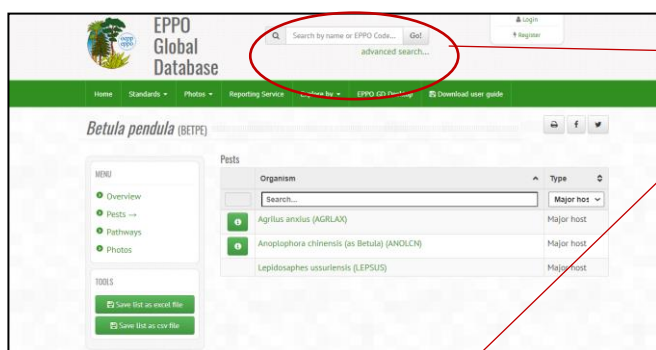 EPPO
Global
Database
Search by name or EPPO Code... Go!
advanced search...
Login
Register
Home Standards Photos Reporting Service Explore by EPPO GD Desktop Download user guide
Betula pendula (BETPE)
Pests
MENU
Overview
Pests →
Pathways
Photos
TOOLS
Save list as excel file
Save list as csv file
Organism Type
Search... Major hos
Agrilus anxius (AGRLAX) Major host
Anoplophora chinensis (as Betula) (ANOLCN) Major host
Lepidosaphes ussuriensis (LEPSUS) Major host